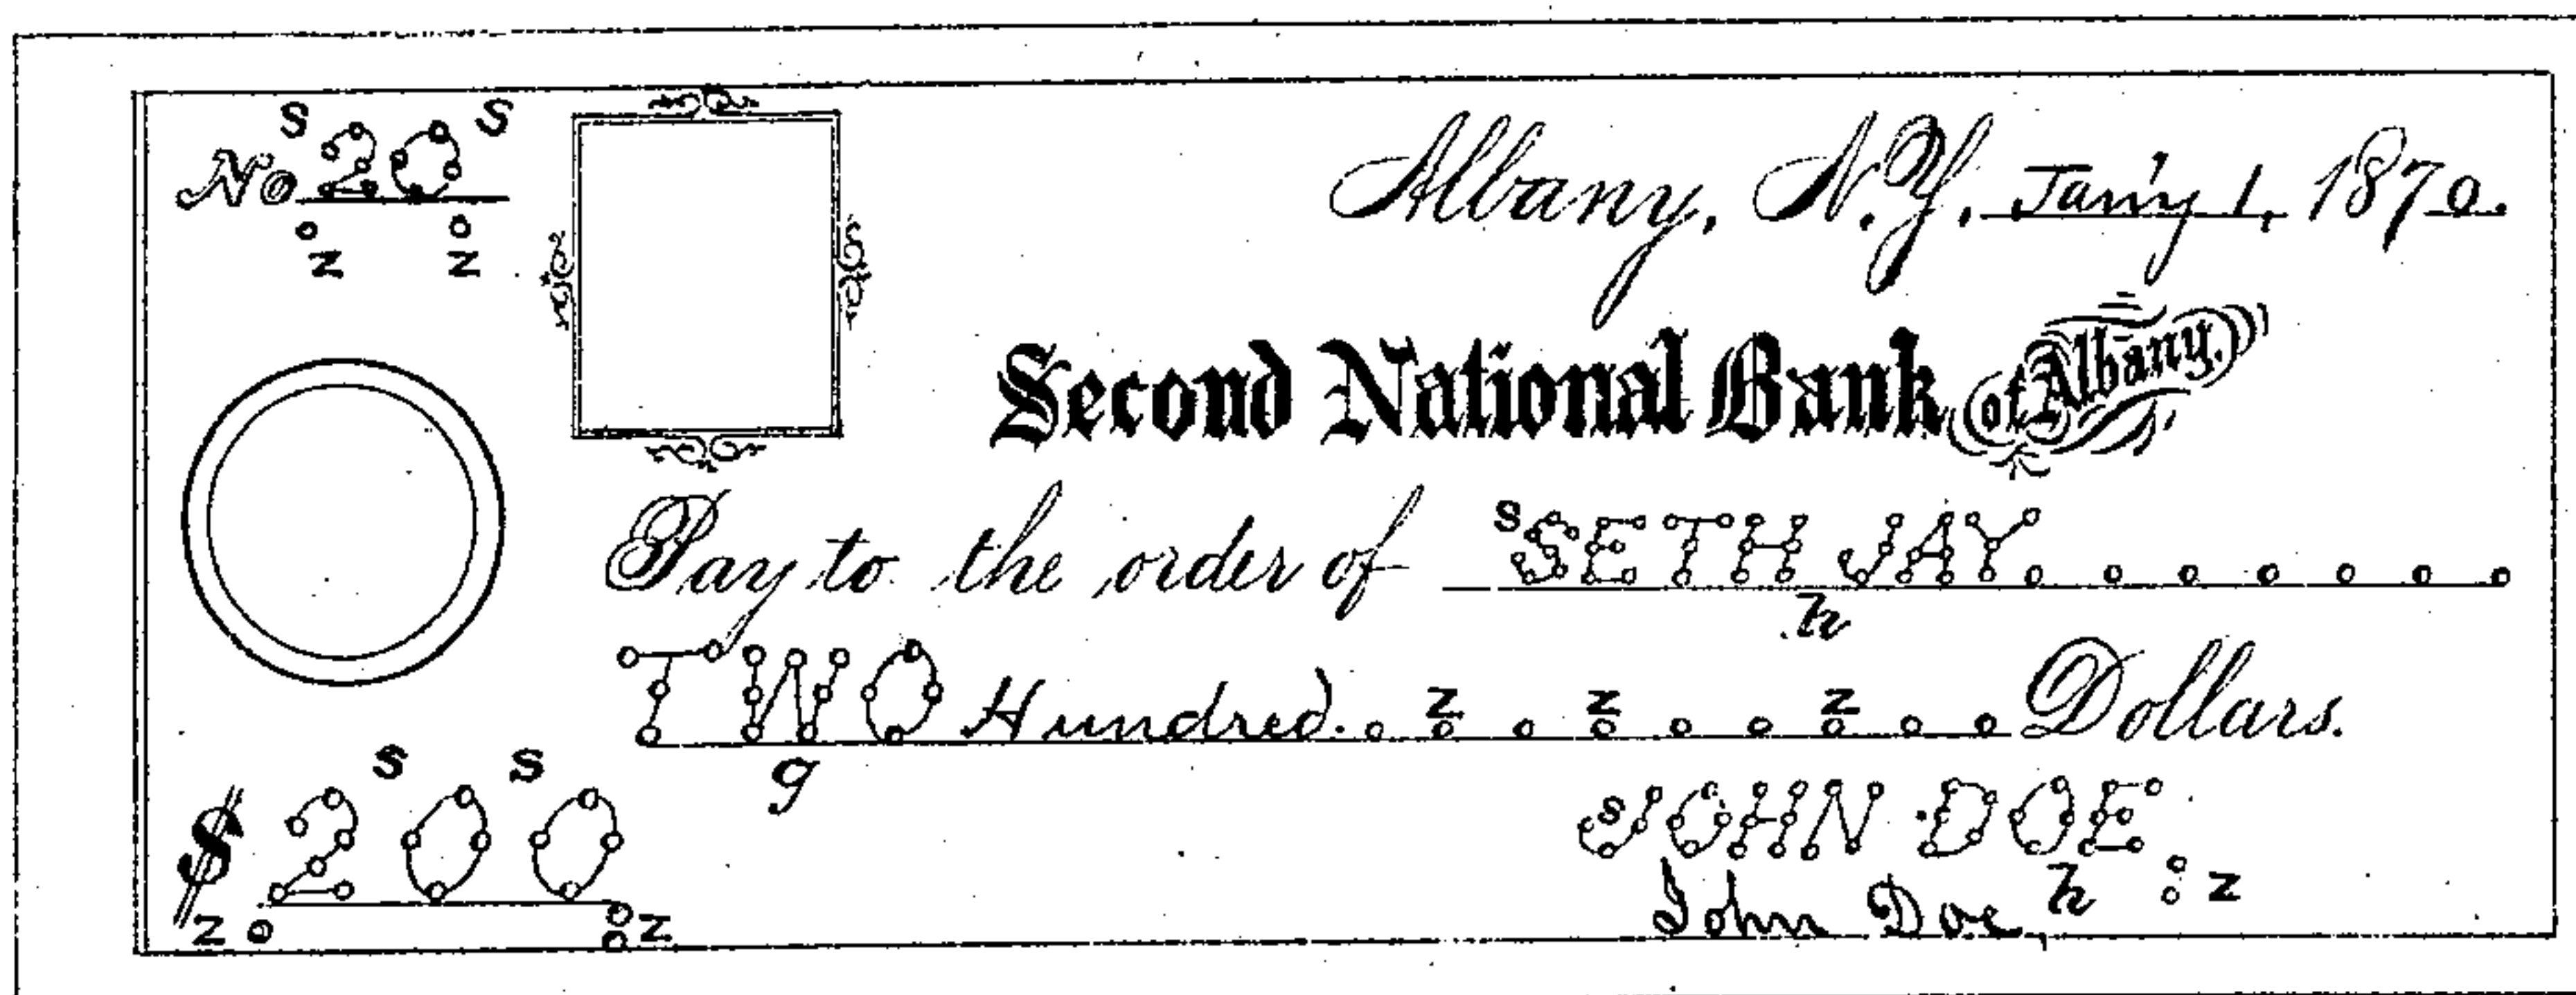 S S
No 20
z z
Albany, N.Y. Jan'y 1, 1870.
Second National Bank of Albany.
Pay to the order of S SETH JAY
h
TWO Hundred. z z z Dollars.
g
S S
$ 200
z z
S JOHN DOE
h z
John Doe,